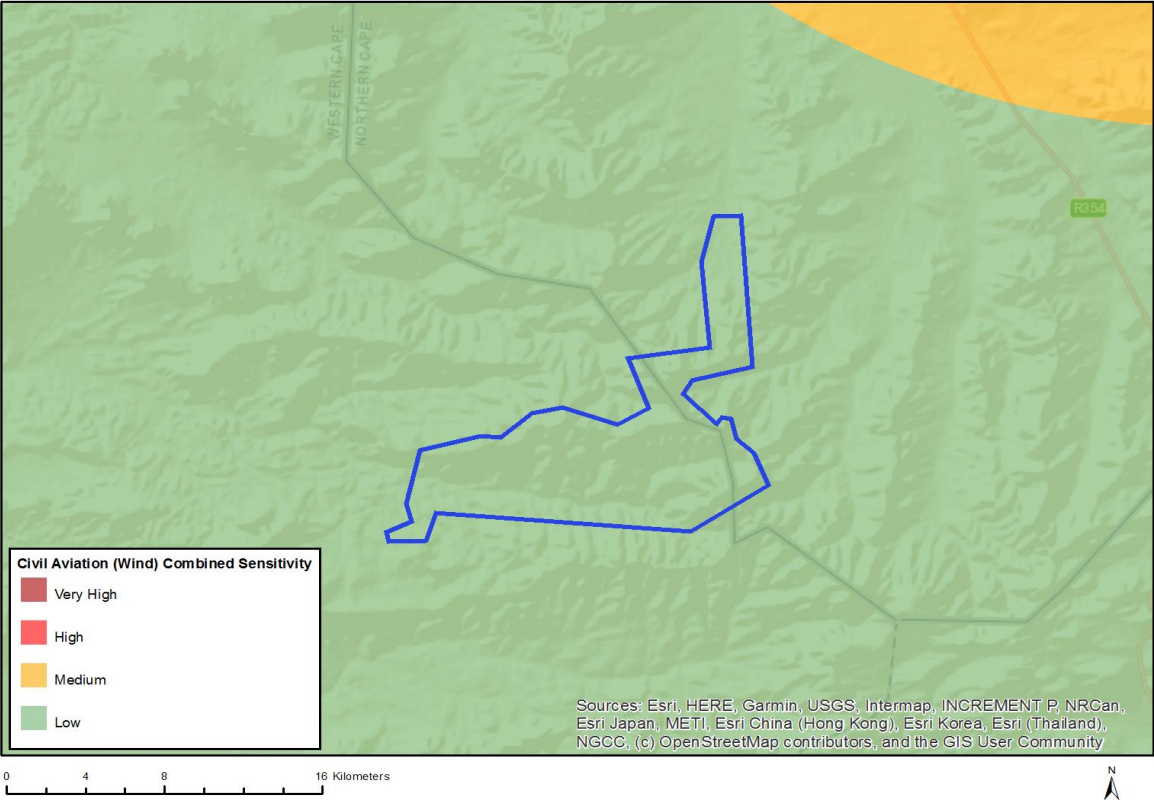 WESTERN CAPE
NORTHERN CAPE
R354
Civil Aviation (Wind) Combined Sensitivity
Very High
High
Medium
Low
Sources: Esri, HERE, Garmin, USGS, Intermap, INCREMENT P, NRCan,
Esri Japan, METI, Esri China (Hong Kong), Esri Korea, Esri (Thailand),
NGCC, (c) OpenStreetMap contributors, and the GIS User Community
0 4 8 16 Kilometers
N